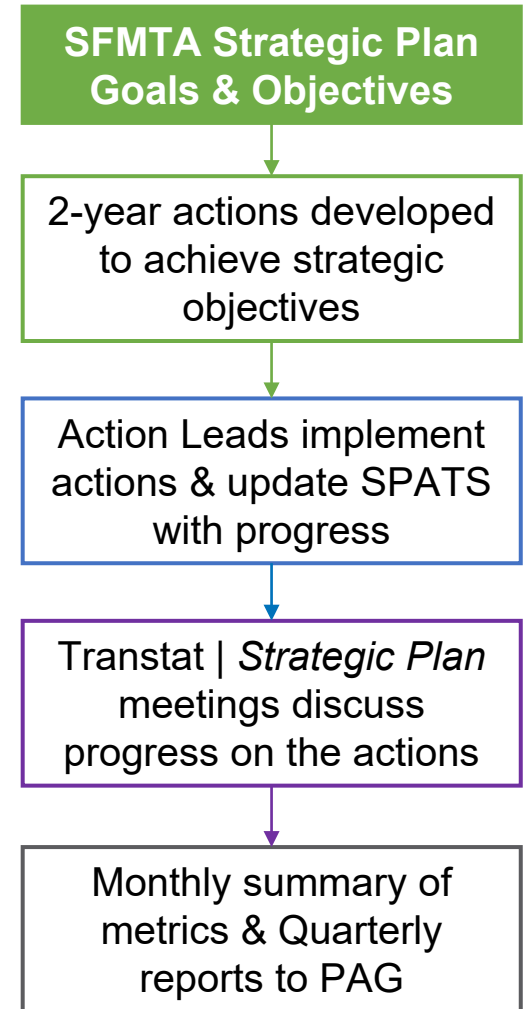 SFMTA Strategic Plan
Goals & Objectives
2-year actions developed
to achieve strategic
objectives
Action Leads implement
actions & update SPATS
with progress
Transtat | Strategic Plan
meetings discuss
progress on the actions
Monthly summary of
metrics & Quarterly
reports to PAG